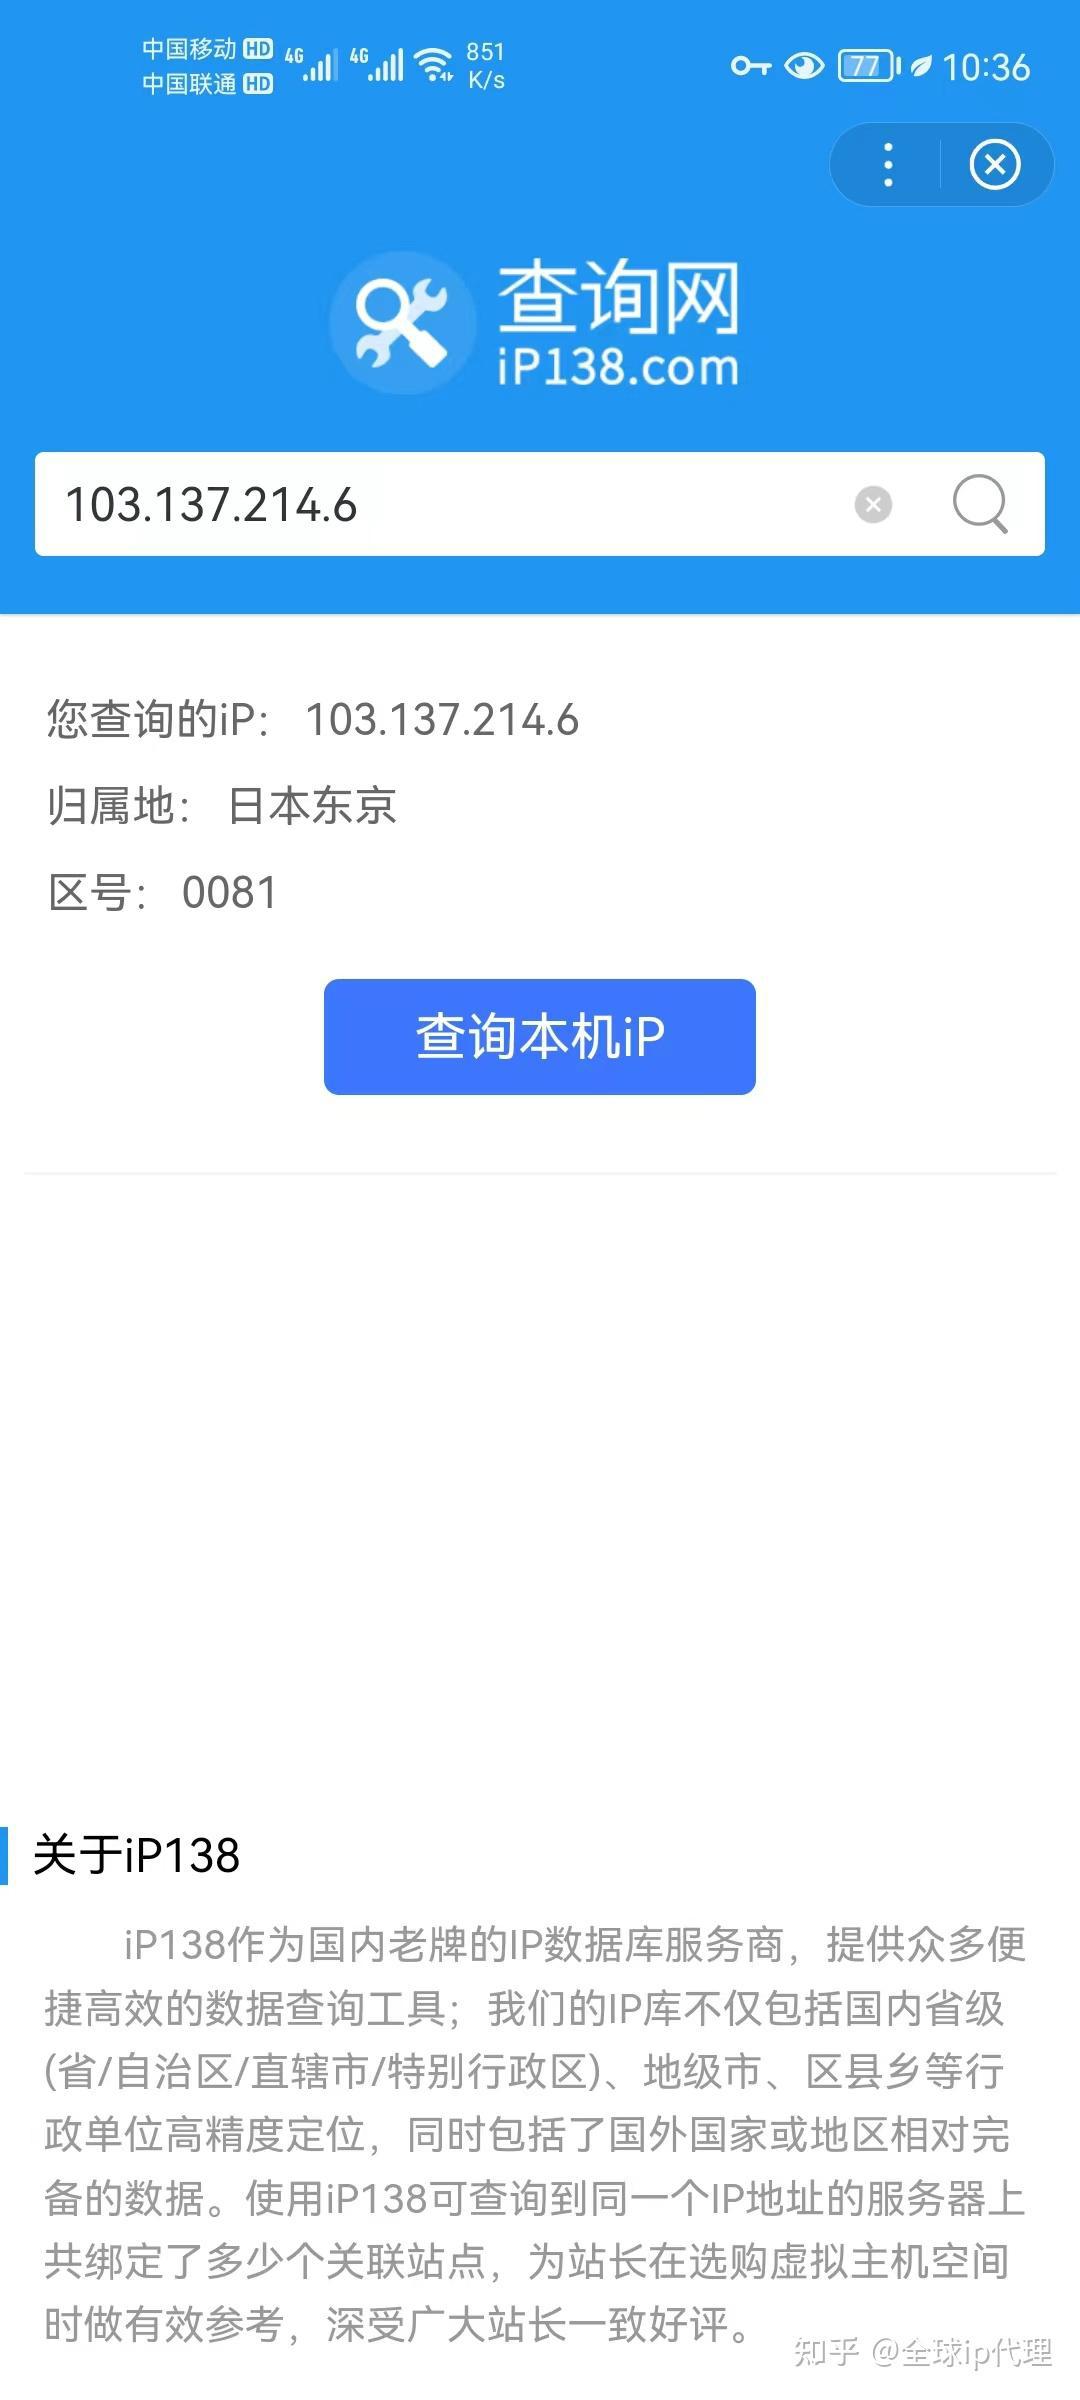 中国移动 HD 4G 4G 851 K/s 77 10:36
中国联通 HD
查询网
iP138.com
103.137.214.6
您查询的iP： 103.137.214.6
归属地： 日本东京
区号： 0081
查询本机iP
关于iP138
iP138作为国内老牌的IP数据库服务商，提供众多便
捷高效的数据查询工具；我们的IP库不仅包括国内省级
(省/自治区/直辖市/特别行政区)、地级市、区县乡等行
政单位高精度定位，同时包括了国外国家或地区相对完
备的数据。使用iP138可查询到同一个IP地址的服务器上
共绑定了多少个关联站点，为站长在选购虚拟主机空间
时做有效参考，深受广大站长一致好评。
知乎 @全球ip代理